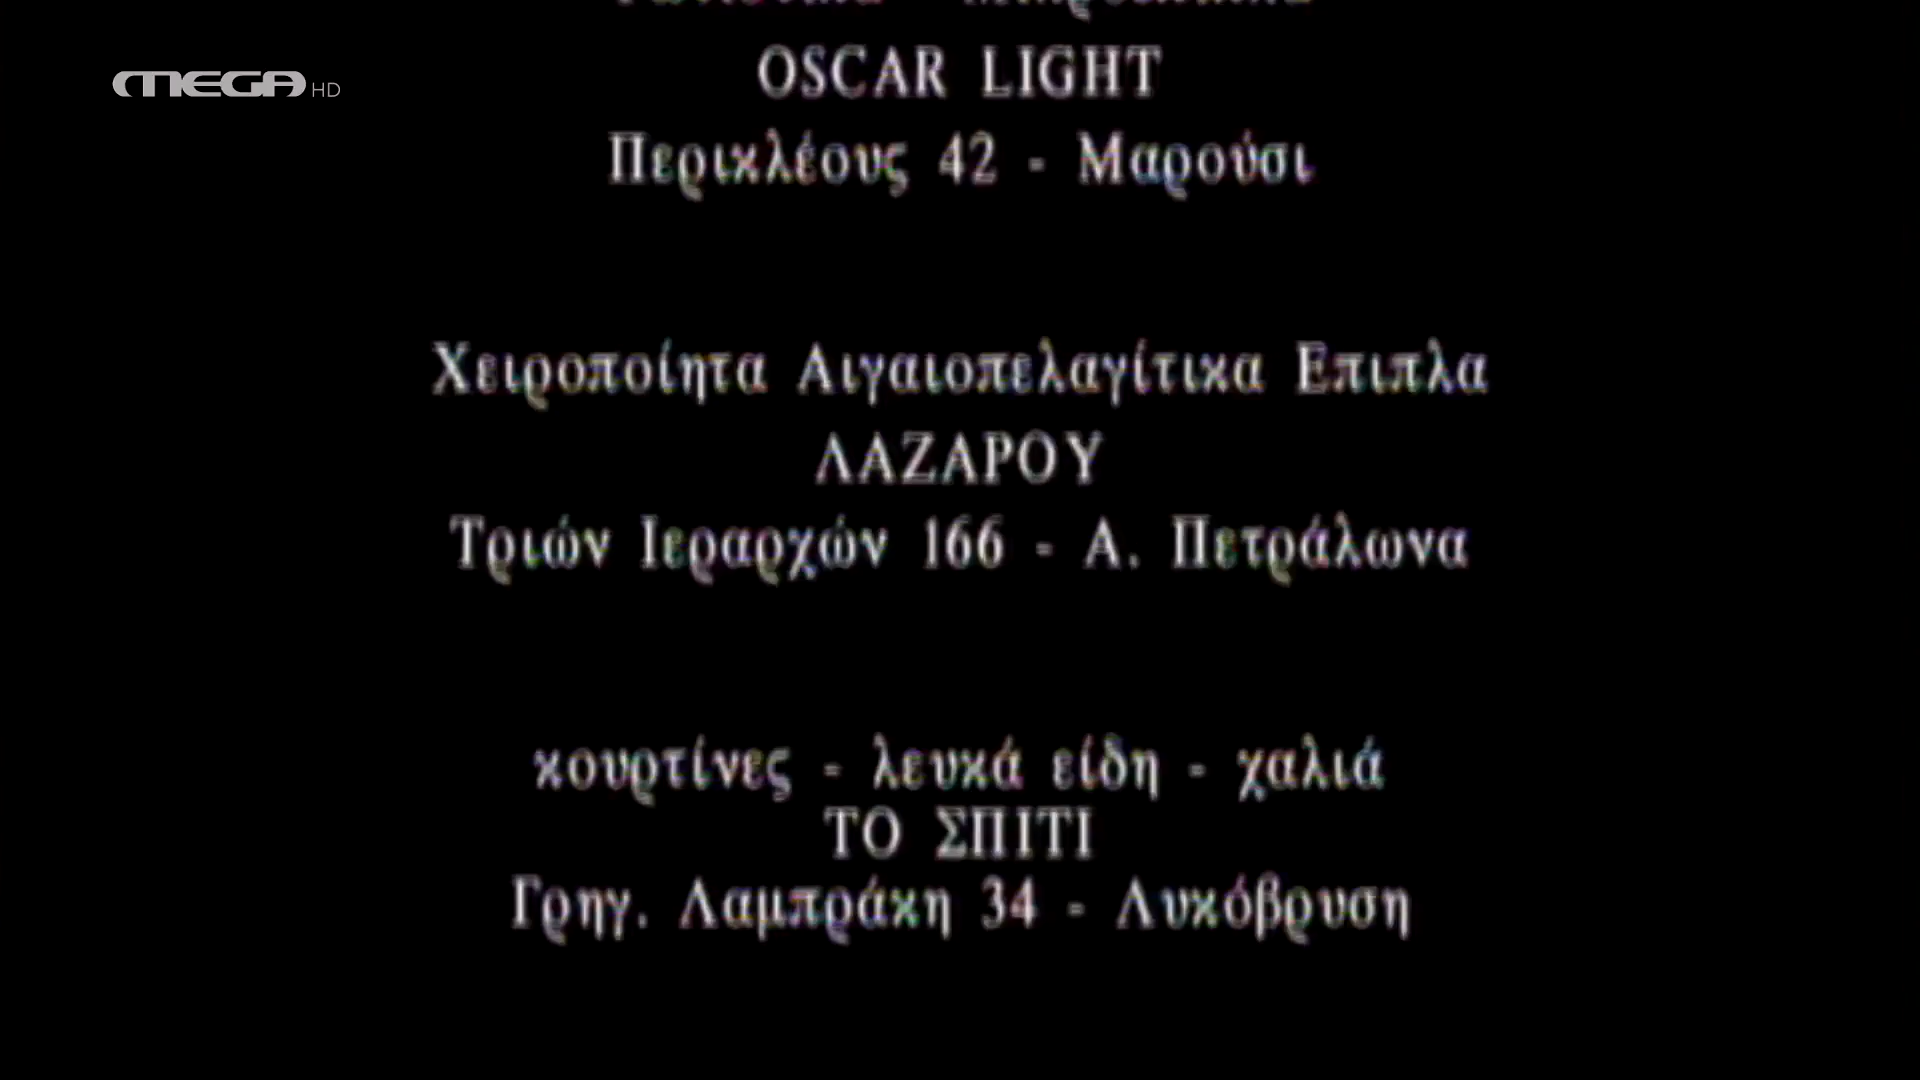 MEGA HD
OSCAR LIGHT
Περικλέους 42 - Μαρούσι
Χειροποίητα Αιγαιοπελαγίτικα Επιπλα
ΛΑΖΑΡΟΥ
Τριών Ιεραρχών 166 - Α. Πετράλωνα
κουρτίνες - λευκά είδη - χαλιά
ΤΟ ΣΠΙΤΙ
Γρηγ. Λαμπράκη 34 - Λυκόβρυση